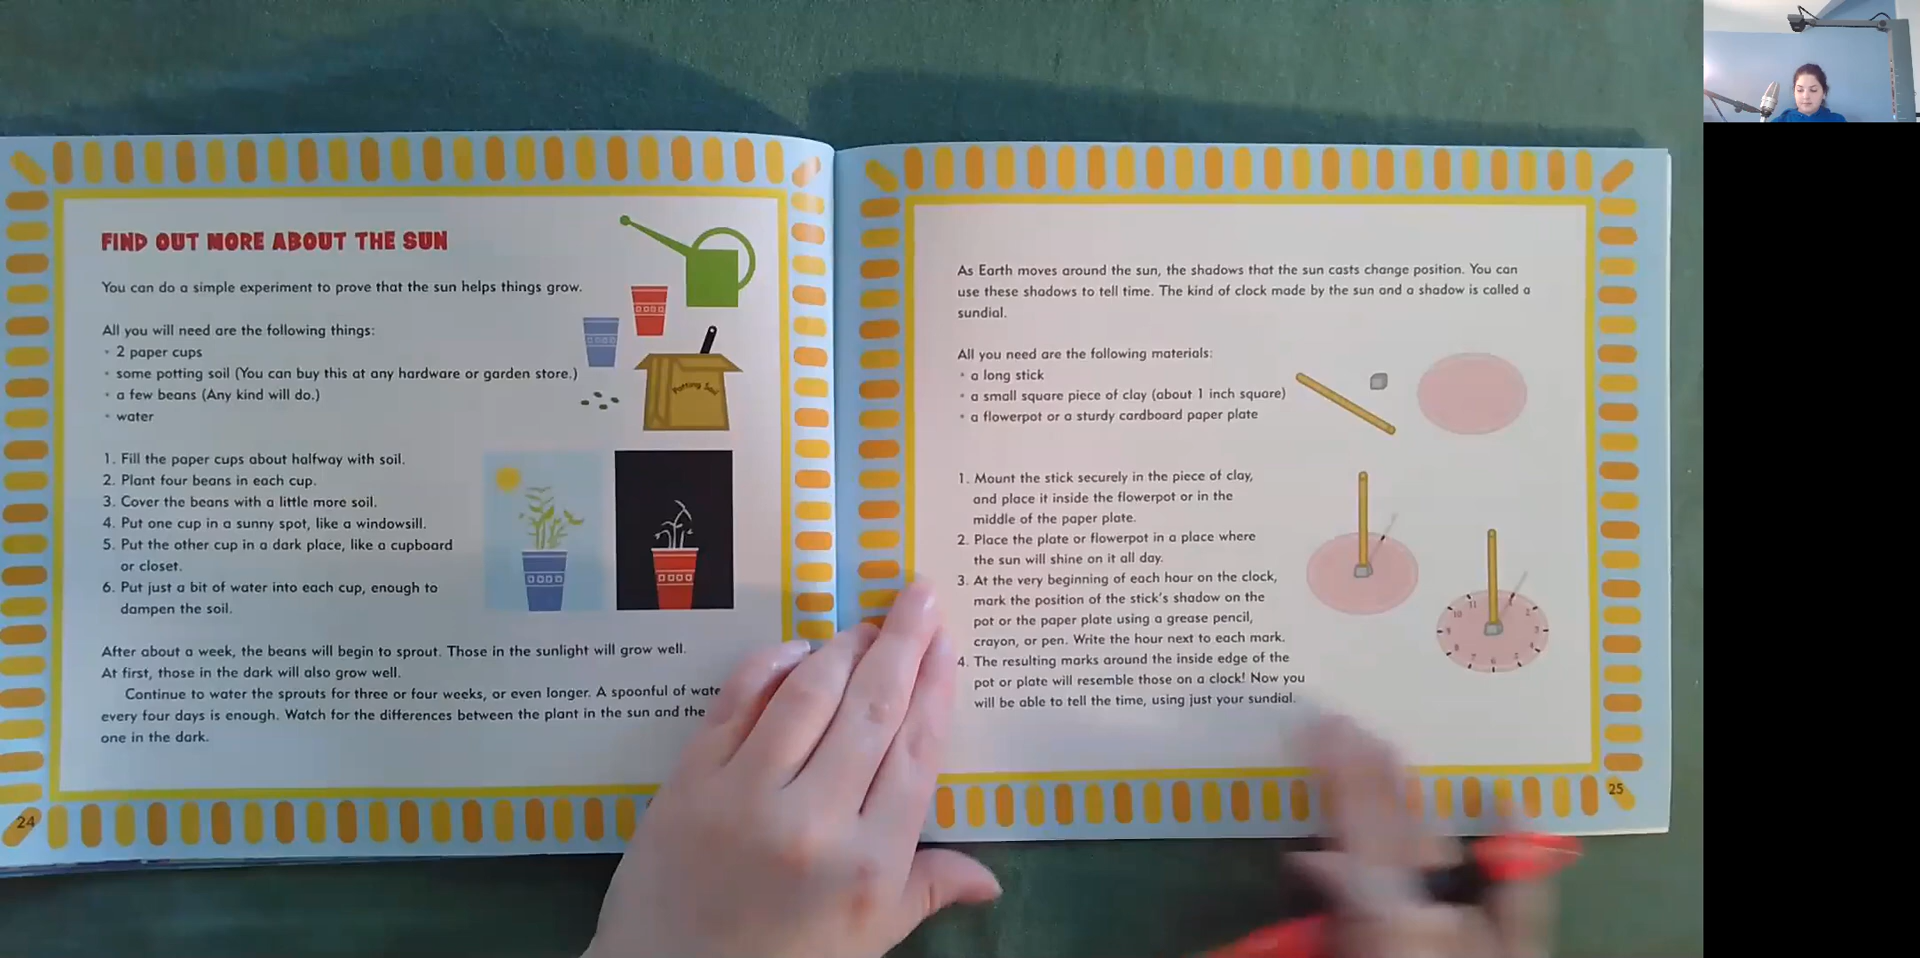 FIND OUT MORE ABOUT THE SUN
You can do a simple experiment to prove that the sun helps things grow.
All you will need are the following things:
• 2 paper cups
• some potting soil (You can buy this at any hardware or garden store.)
• a few beans (Any kind will do.)
• water
Potting Soil
1. Fill the paper cups about halfway with soil.
2. Plant four beans in each cup.
3. Cover the beans with a little more soil.
4. Put one cup in a sunny spot, like a windowsill.
5. Put the other cup in a dark place, like a cupboard
or closet.
6. Put just a bit of water into each cup, enough to
dampen the soil.
After about a week, the beans will begin to sprout. Those in the sunlight will grow well.
At first, those in the dark will also grow well.
Continue to water the sprouts for three or four weeks, or even longer. A spoonful of
every four days is enough. Watch for the differences between the plant in the sun and the
one in the dark.
24
As Earth moves around the sun, the shadows that the sun casts change position. You can
use these shadows to tell time. The kind of clock made by the sun and a shadow is called a
sundial.
All you need are the following materials:
• a long stick
• a small square piece of clay (about 1 inch square)
• a flowerpot or a sturdy cardboard paper plate
1. Mount the stick securely in the piece of clay,
and place it inside the flowerpot or in the
middle of the paper plate.
2. Place the plate or flowerpot in a place where
the sun will shine on it all day.
3. At the very beginning of each hour on the clock,
mark the position of the stick's shadow on the
pot or the paper plate using a grease pencil,
crayon, or pen. Write the hour next to each mark.
4. The resulting marks around the inside edge of the
pot or plate will resemble those on a clock! Now you
will be able to tell the time, using just your sundial.
25